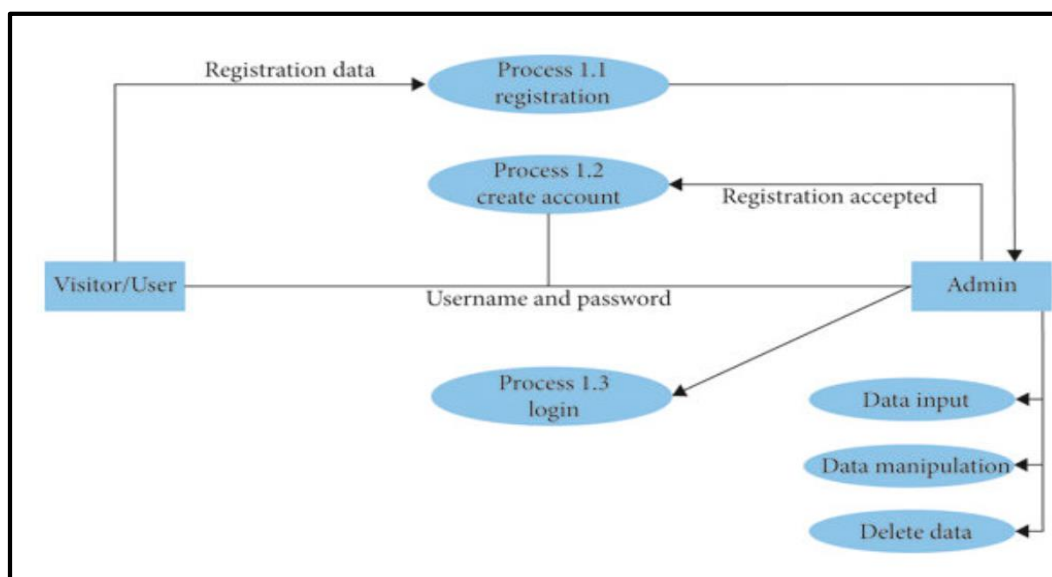 Registration data
Process 1.1
registration
Process 1.2
create account
Registration accepted
Visitor/User
Username and password
Admin
Process 1.3
login
Data input
Data manipulation
Delete data